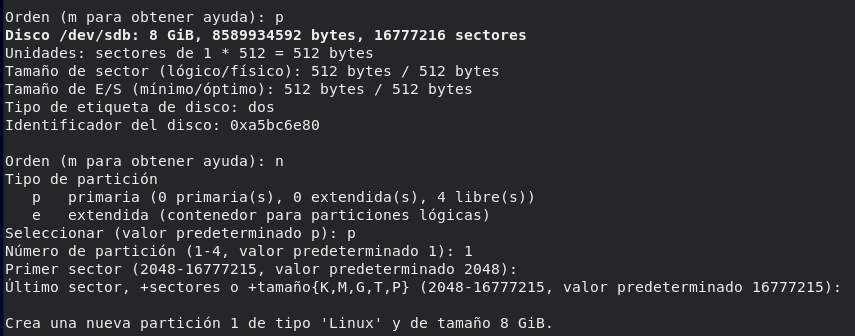 Orden (m para obtener ayuda): p
Disco /dev/sdb: 8 GiB, 8589934592 bytes, 16777216 sectores
Unidades: sectores de 1 * 512 = 512 bytes
Tamaño de sector (lógico/físico): 512 bytes / 512 bytes
Tamaño de E/S (mínimo/óptimo): 512 bytes / 512 bytes
Tipo de etiqueta de disco: dos
Identificador del disco: 0xa5bc6e80
Orden (m para obtener ayuda): n
Tipo de partición
p primaria (0 primaria(s), 0 extendida(s), 4 libre(s))
e extendida (contenedor para particiones lógicas)
Seleccionar (valor predeterminado p): p
Número de partición (1-4, valor predeterminado 1): 1
Primer sector (2048-16777215, valor predeterminado 2048):
Último sector, +sectores o +tamaño{K,M,G,T,P} (2048-16777215, valor predeterminado 16777215):
Crea una nueva partición 1 de tipo 'Linux' y de tamaño 8 GiB.